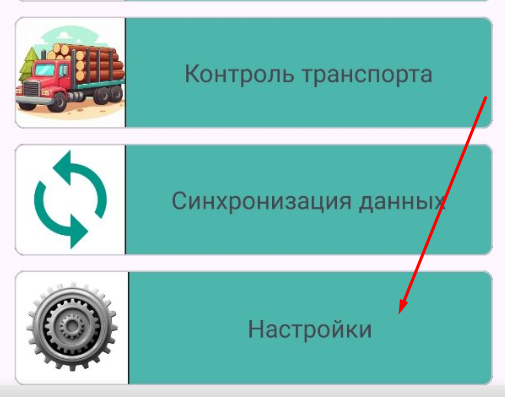 Контроль транспорта
Синхронизация данных
Настройки